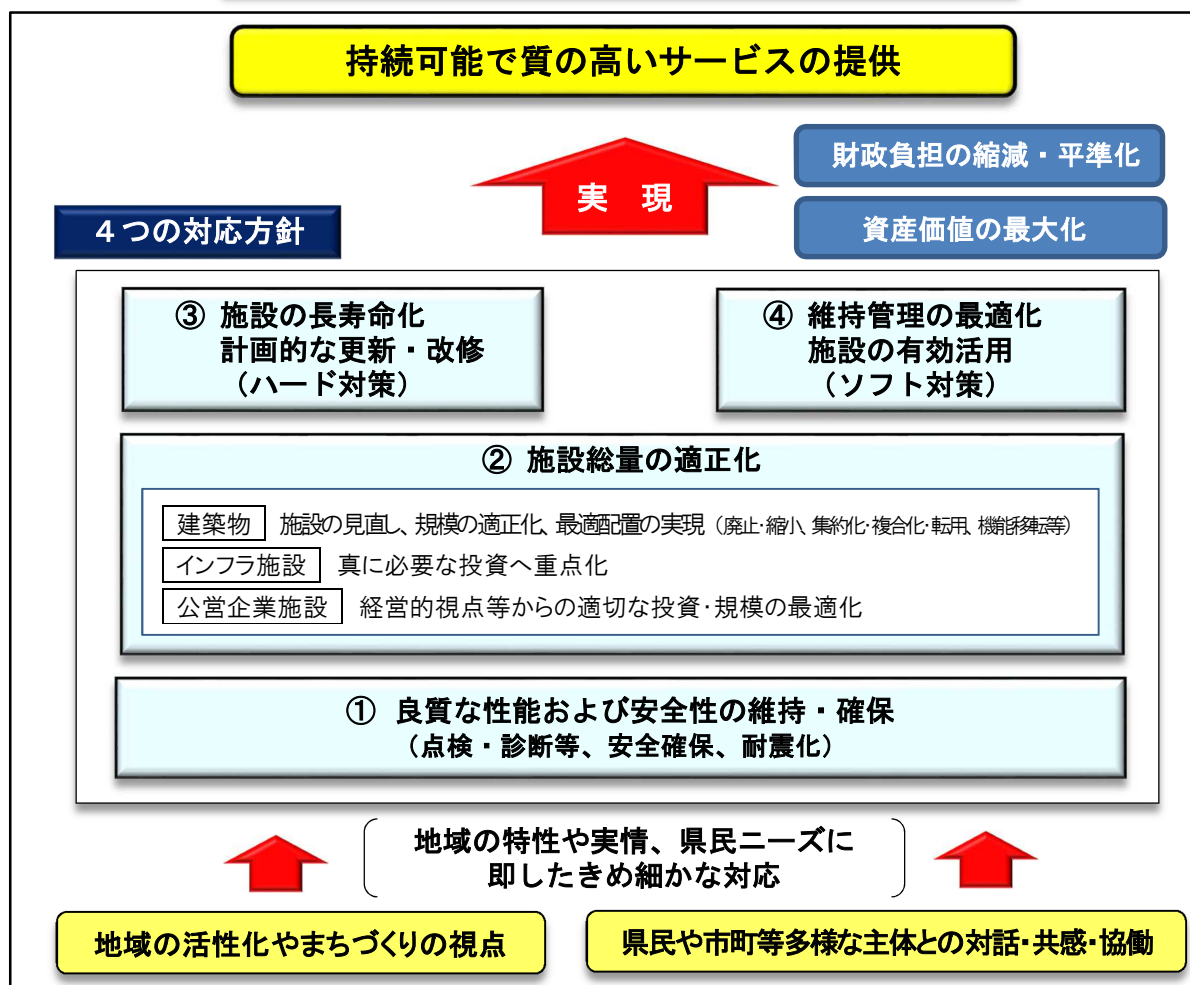 持続可能で質の高いサービスの提供
財政負担の縮減・平準化
実 現
資産価値の最大化
4つの対応方針
③ 施設の長寿命化
計画的な更新・改修
（ハード対策）
④ 維持管理の最適化
施設の有効活用
（ソフト対策）
② 施設総量の適正化
建築物 施設の見直し、規模の適正化、最適配置の実現（廃止・縮小、集約化・複合化・転用、機能移転等）
インフラ施設 真に必要な投資へ重点化
公営企業施設 経営的視点等からの適切な投資・規模の最適化
① 良質な性能および安全性の維持・確保
（点検・診断等、安全確保、耐震化）
地域の特性や実情、県民ニーズに
即したきめ細かな対応
地域の活性化やまちづくりの視点
県民や市町等多様な主体との対話・共感・協働